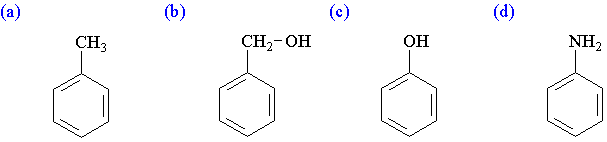 (a) (b) (c) (d)
CH₃ CH₂–OH OH NH₂